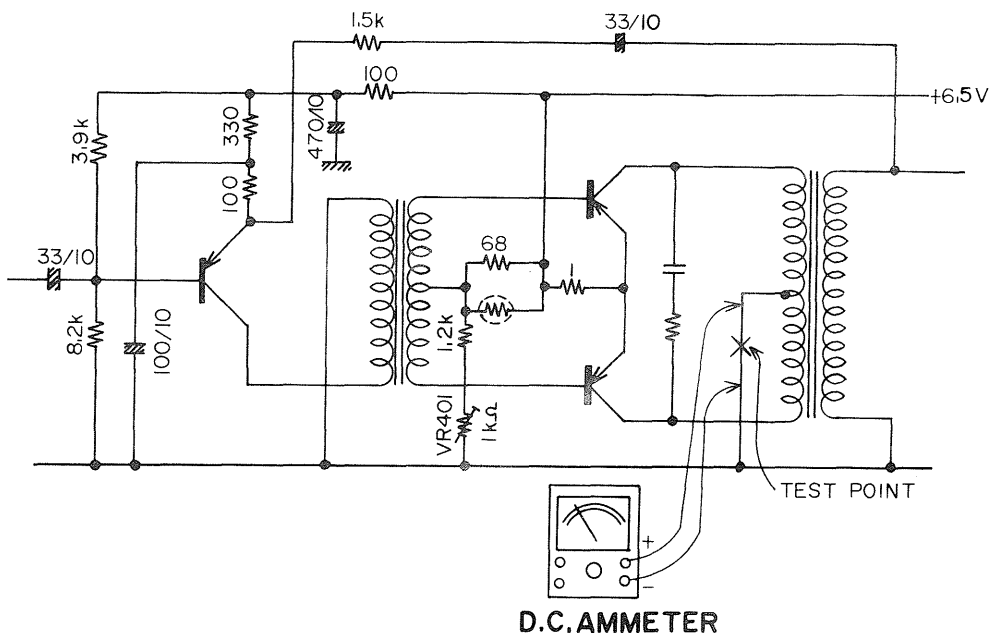 1.5k
33/10
100
+6.5V
3.9k
330
470/10
100
33/10
68
1
8.2k
100/10
1.2k
VR401
1kΩ
TEST POINT
+
-
D.C. AMMETER